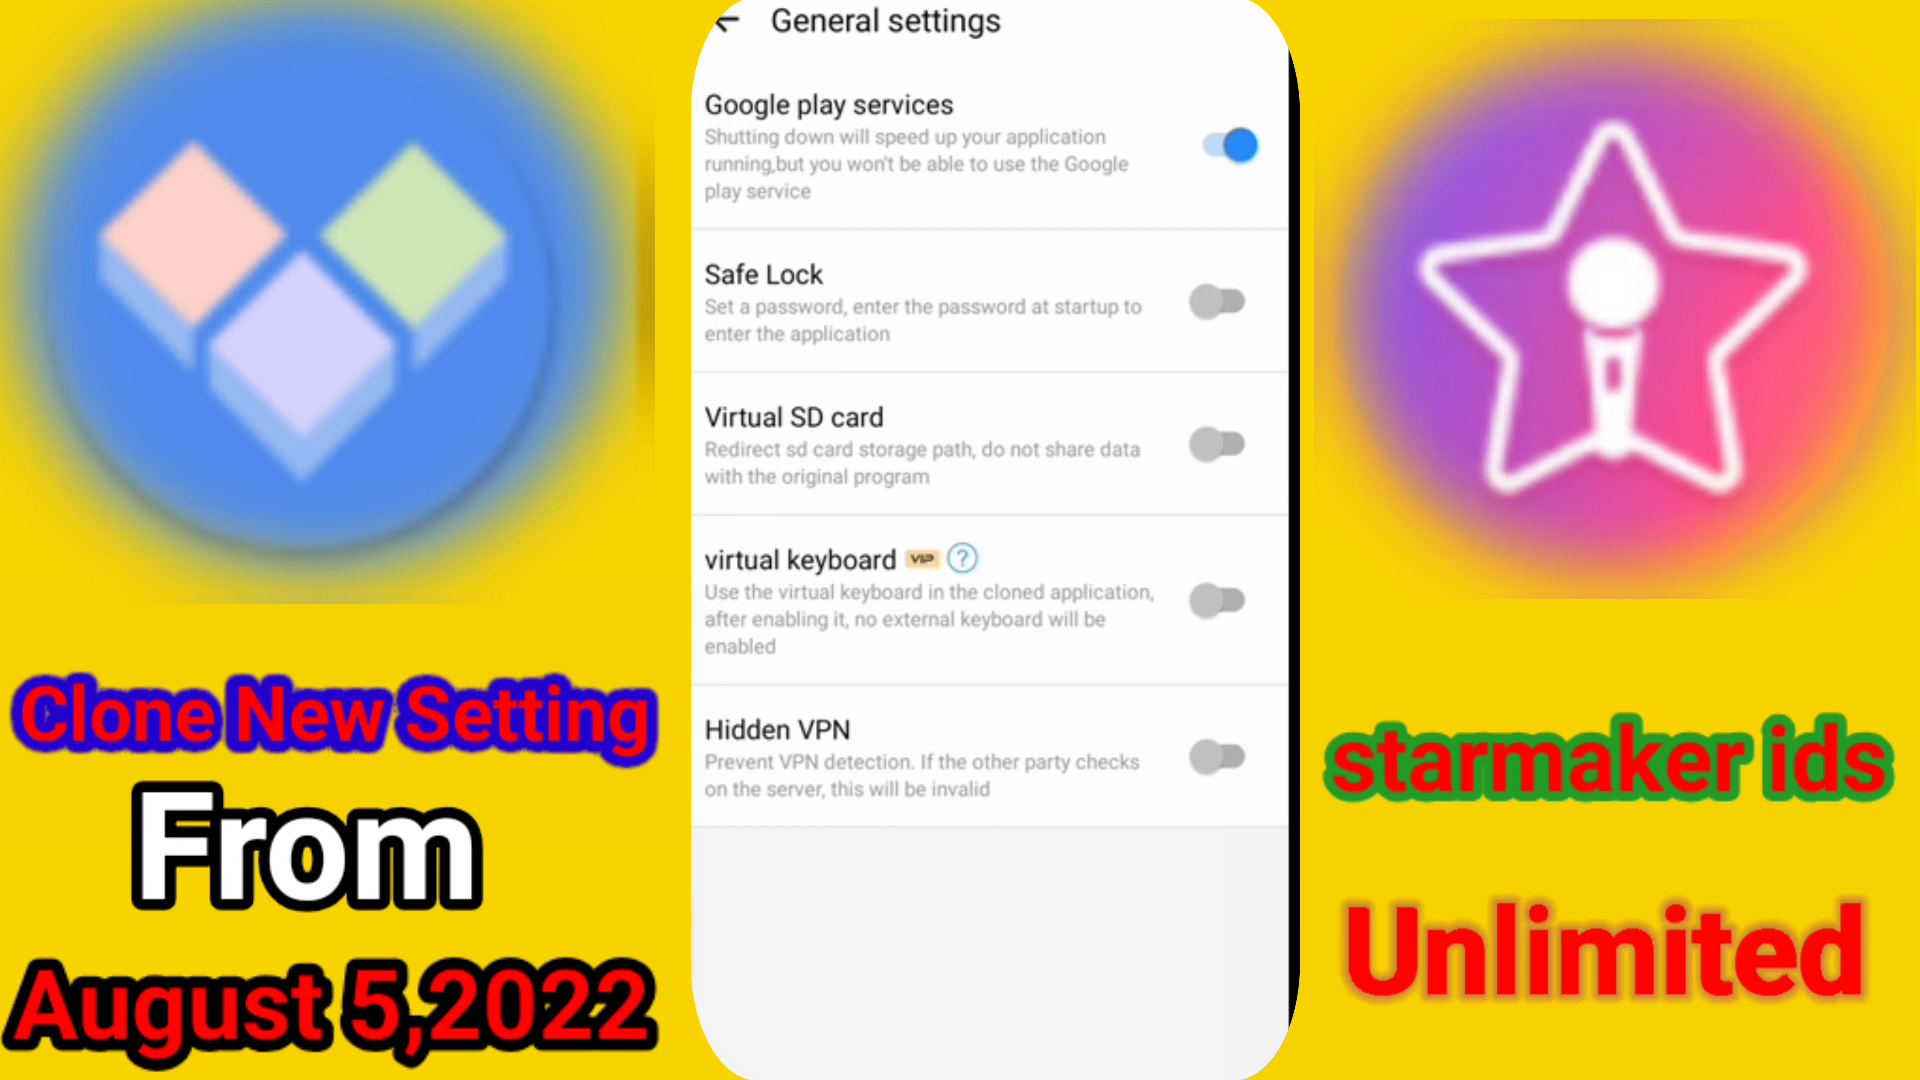 General settings
Google play services
Shutting down will speed up your application
running,but you won't be able to use the Google
play service
Safe Lock
Set a password, enter the password at startup to
enter the application
Virtual SD card
Redirect sd card storage path, do not share data
with the original program
virtual keyboard VIP ?
Use the virtual keyboard in the cloned application,
after enabling it, no external keyboard will be
enabled
Hidden VPN
Prevent VPN detection. If the other party checks
on the server, this will be invalid
Clone New Setting
From
August 5,2022
starmaker ids
Unlimited